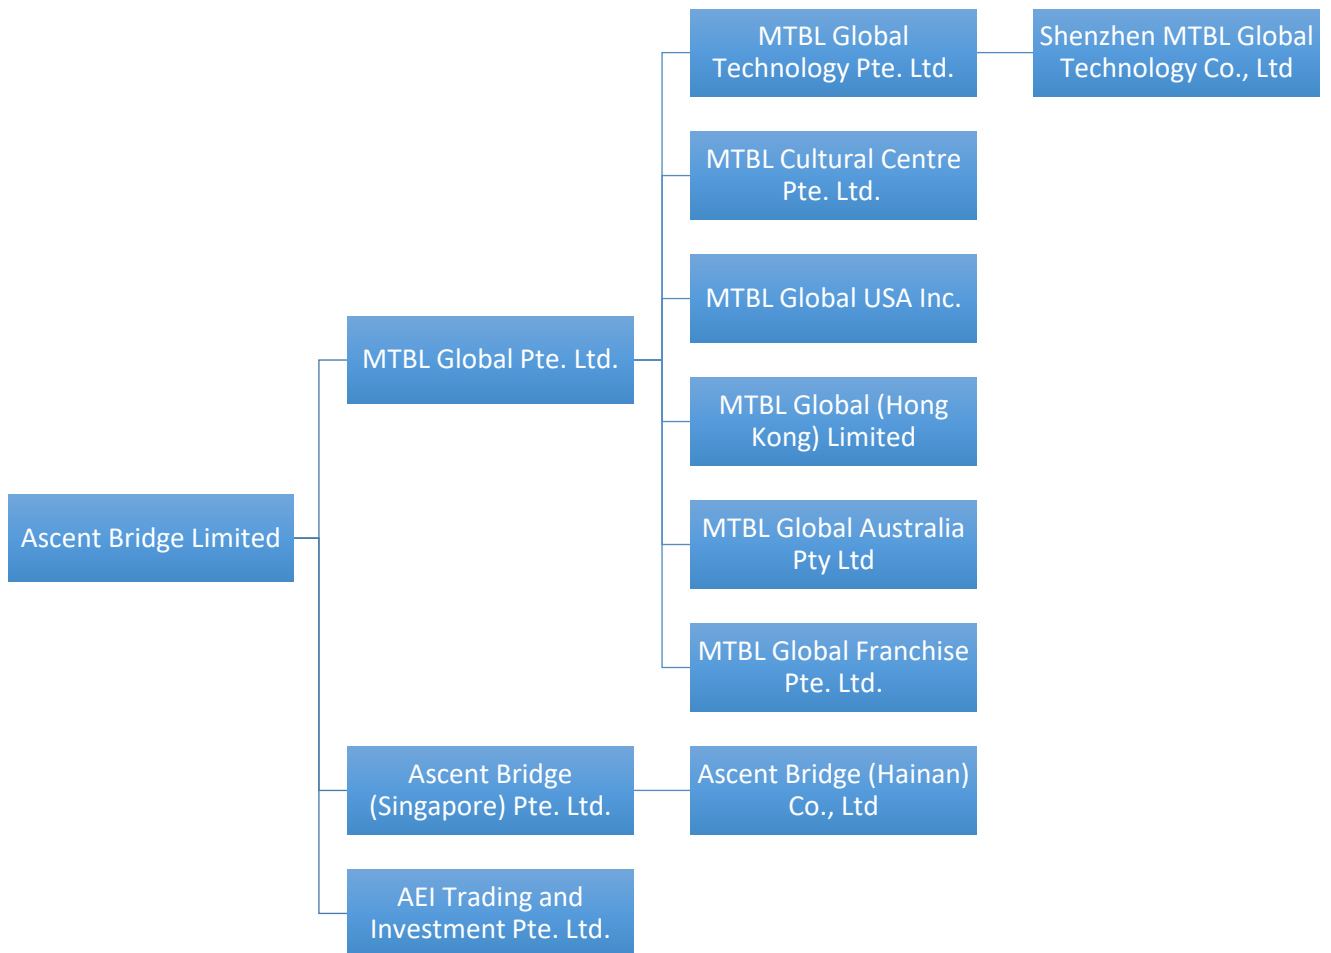 MTBL Global
Technology Pte. Ltd.
Shenzhen MTBL Global
Technology Co., Ltd
MTBL Cultural Centre
Pte. Ltd.
MTBL Global USA Inc.
MTBL Global Pte. Ltd.
MTBL Global (Hong
Kong) Limited
Ascent Bridge Limited
MTBL Global Australia
Pty Ltd
MTBL Global Franchise
Pte. Ltd.
Ascent Bridge
(Singapore) Pte. Ltd.
Ascent Bridge (Hainan)
Co., Ltd
AEI Trading and
Investment Pte. Ltd.